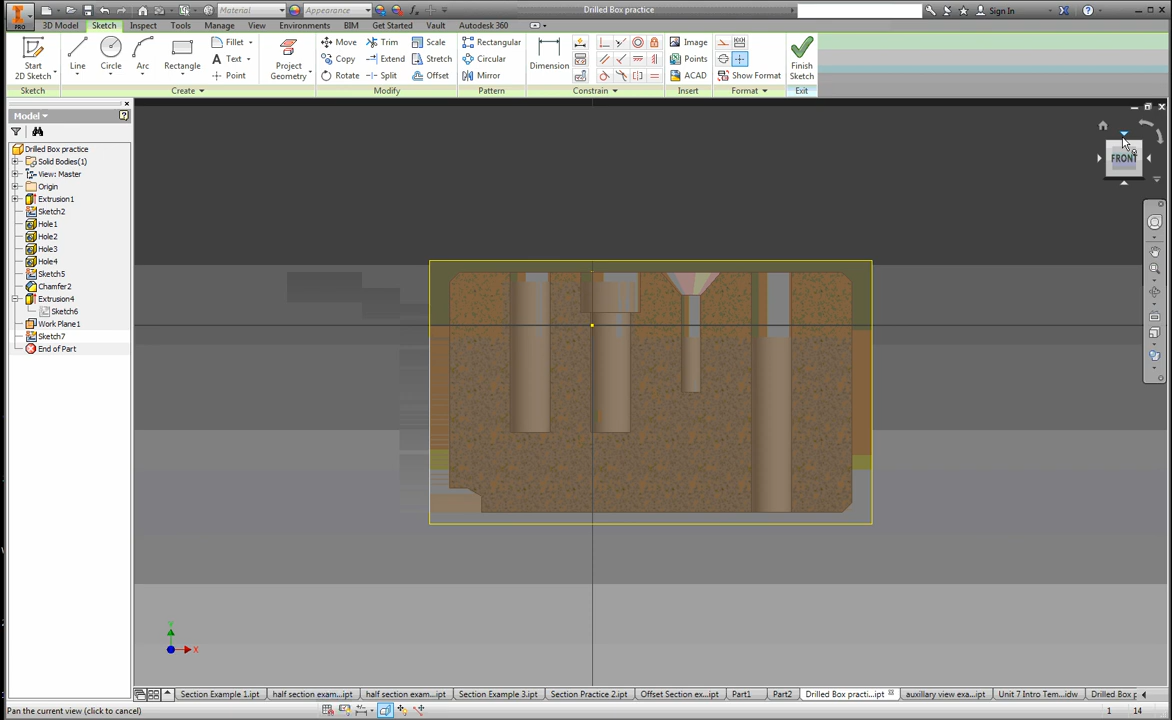 Material
Appearance
Drilled Box practice
Sign In
PRO
3D Model
Sketch
Inspect
Tools
Manage
View
Environments
BIM
Get Started
Vault
Autodesk 360
Start
2D Sketch
Line
Circle
Arc
Rectangle
Fillet
Text
Point
Project
Geometry
Move
Copy
Rotate
Trim
Extend
Split
Scale
Stretch
Offset
Rectangular
Circular
Mirror
Dimension
Image
Points
ACAD
Show Format
Finish
Sketch
Sketch
Create
Modify
Pattern
Constrain
Insert
Format
Exit
Model
Drilled Box practice
Solid Bodies(1)
View: Master
Origin
Extrusion1
Sketch2
Hole1
Hole2
Hole3
Hole4
Sketch5
Chamfer2
Extrusion4
Sketch6
Work Plane1
Sketch7
End of Part
FRONT
Y
X
Section Example 1.ipt
half section exam...ipt
half section exam...ipt
Section Example 3.ipt
Section Practice 2.ipt
Offset Section ex...ipt
Part1
Part2
Drilled Box practi...ipt
auxillary view exa...ipt
Unit 7 Intro Tem...idw
Drilled Box p
Pan the current view (click to cancel)
1
14